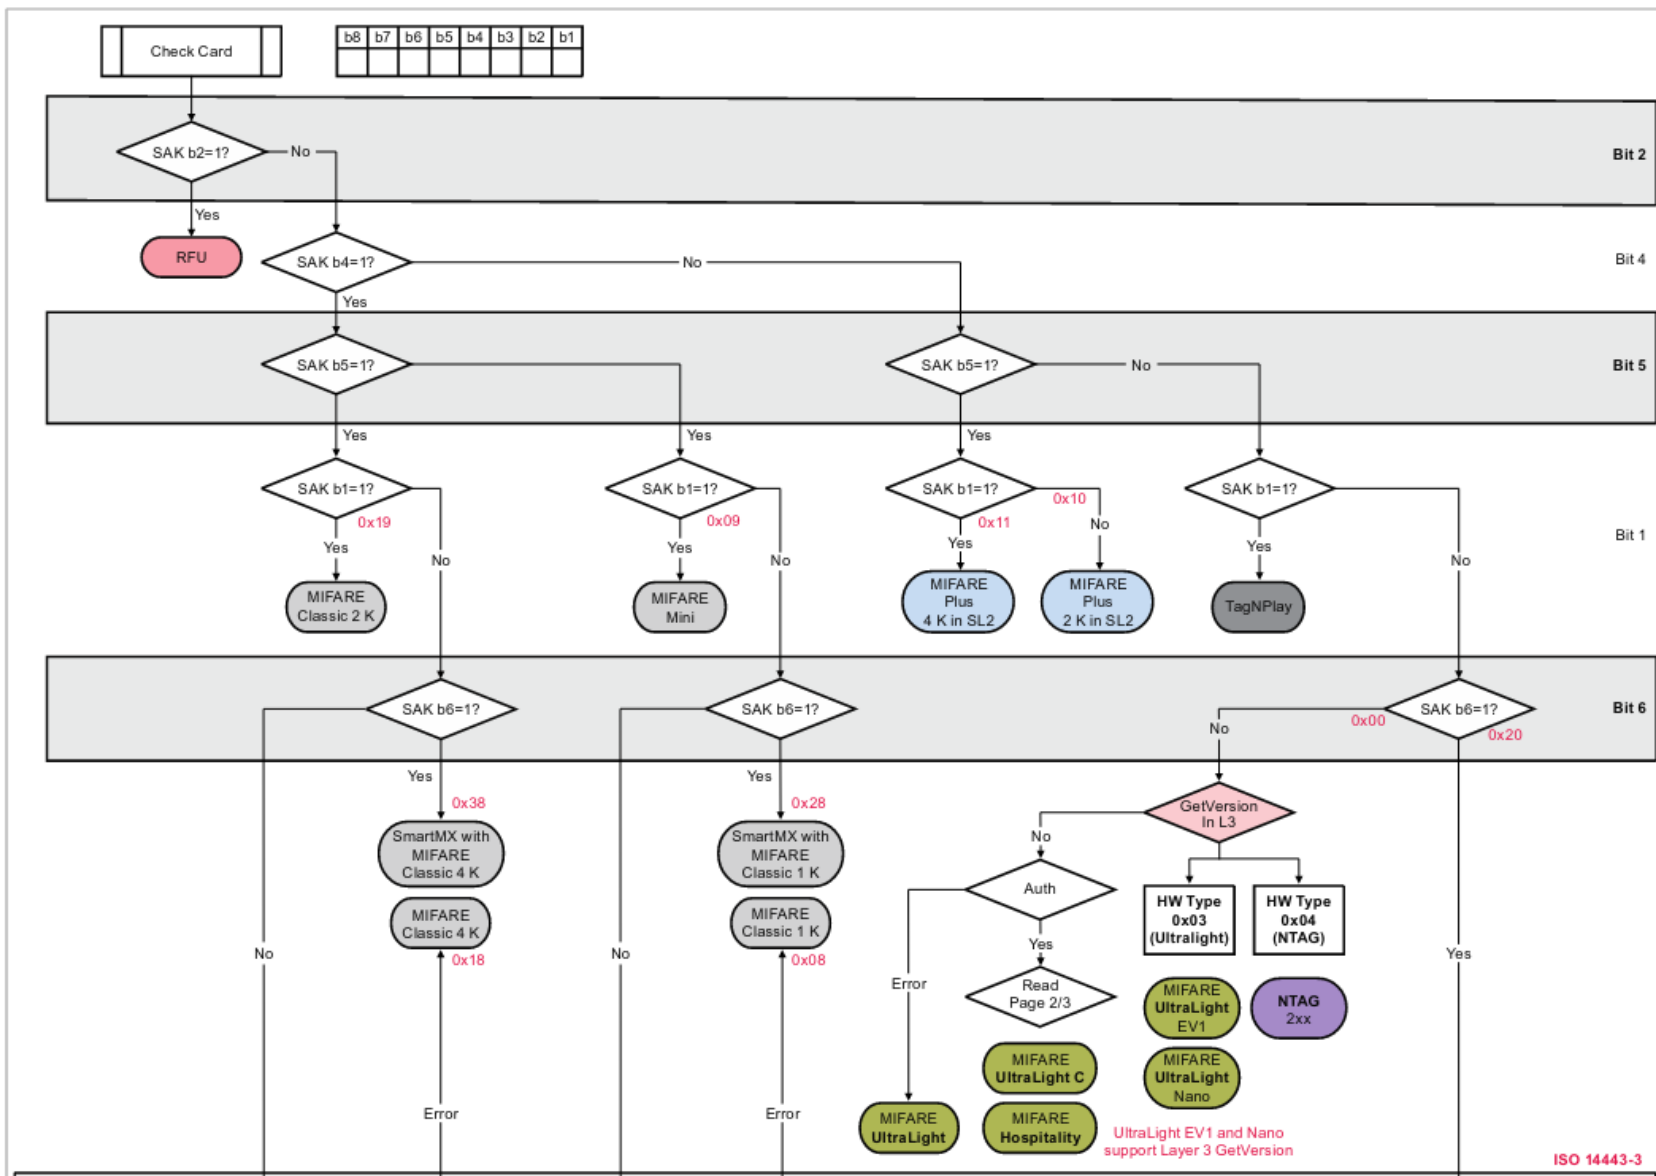 Check Card
b8 b7 b6 b5 b4 b3 b2 b1
SAK b2=1?
No
Bit 2
Yes
RFU
SAK b4=1?
No
Bit 4
Yes
SAK b5=1?
SAK b5=1?
No
Bit 5
Yes
Yes
Yes
SAK b1=1?
SAK b1=1?
SAK b1=1?
0x10
SAK b1=1?
0x19
0x09
0x11
No
Bit 1
Yes
No
Yes
No
Yes
Yes
No
MIFARE
Classic 2 K
MIFARE
Mini
MIFARE
Plus
4 K in SL2
MIFARE
Plus
2 K in SL2
TagNPlay
SAK b6=1?
SAK b6=1?
SAK b6=1?
Bit 6
0x00
0x20
No
Yes
Yes
0x38
0x28
GetVersion
In L3
No
SmartMX with
MIFARE
Classic 4 K
SmartMX with
MIFARE
Classic 1 K
Auth
HW Type
0x03
(Ultralight)
HW Type
0x04
(NTAG)
MIFARE
Classic 4 K
MIFARE
Classic 1 K
No
0x18
No
0x08
Yes
Yes
Error
Read
Page 2/3
MIFARE
UltraLight
EV1
NTAG
2xx
MIFARE
UltraLight C
MIFARE
UltraLight
Nano
Error
Error
MIFARE
UltraLight
MIFARE
Hospitality
UltraLight EV1 and Nano
support Layer 3 GetVersion
ISO 14443-3